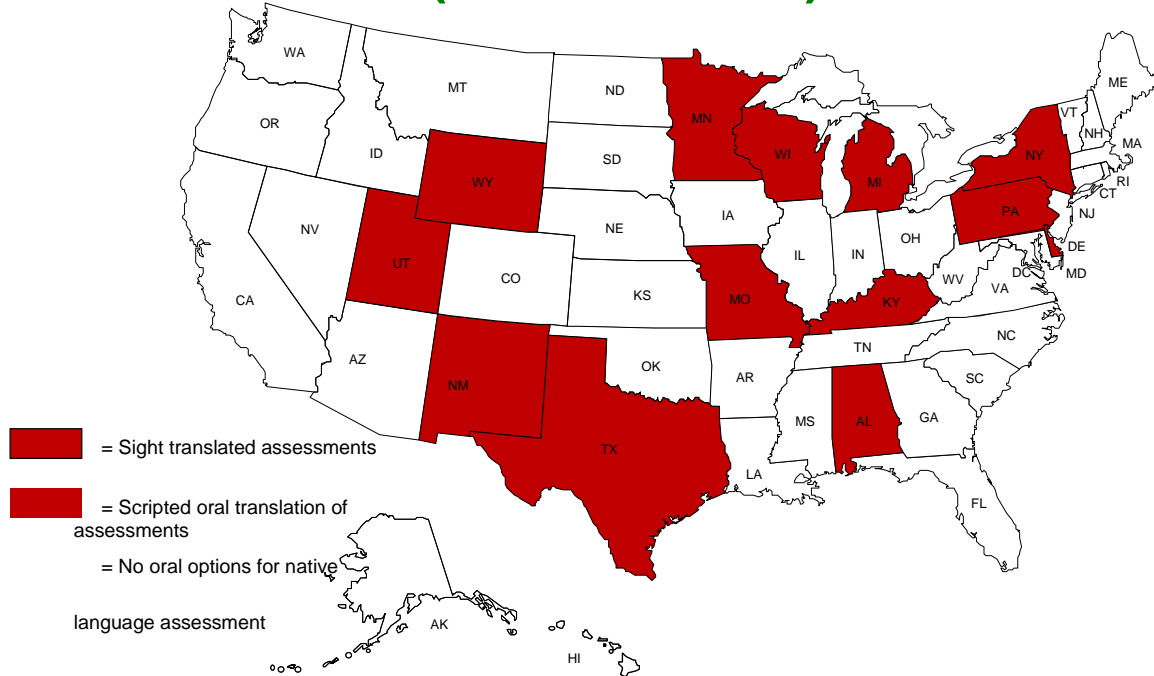 WA
MT
ND
MN
ME
VT
NH
MA
OR
ID
SD
WI
MI
NY
RI
CT
WY
NE
IA
PA
NJ
NV
UT
CO
IL
IN
OH
WV
DE
DC
MD
VA
CA
KS
MO
KY
AZ
NM
OK
AR
TN
NC
SC
TX
MS
AL
GA
LA
FL
= Sight translated assessments
= Scripted oral translation of
assessments
= No oral options for native
language assessment
AK
HI